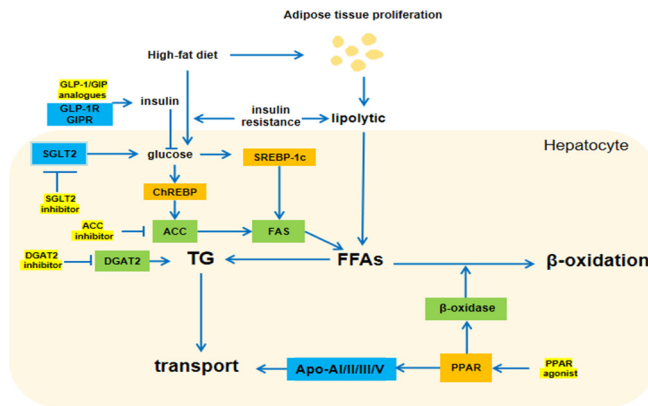 Adipose tissue proliferation
High-fat diet
GLP-1/GIP
analogues
GLP-1R
GIPR
insulin
insulin
resistance
lipolytic
Hepatocyte
SGLT2
glucose
SREBP-1c
SGLT2
inhibitor
ChREBP
ACC
inhibitor
ACC
FAS
DGAT2
inhibitor
DGAT2
TG
FFAs
β-oxidation
β-oxidase
transport
Apo-AI/II/III/V
PPAR
PPAR
agonist